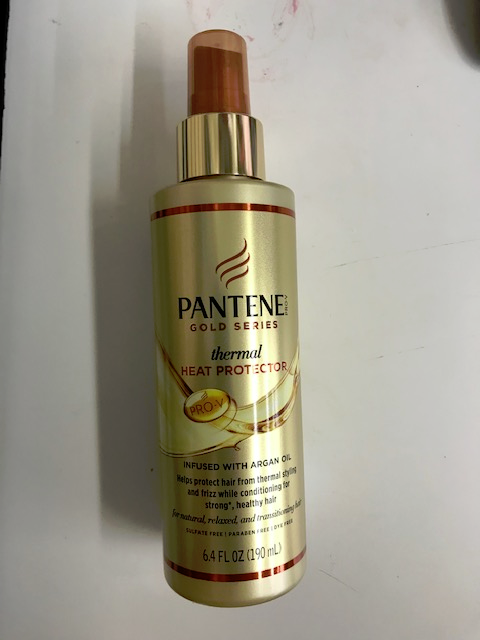 PANTENE
PRO-V
GOLD SERIES
thermal
HEAT PROTECTOR
PRO-V
INFUSED WITH ARGAN OIL
Helps protect hair from thermal styling
and frizz while conditioning for
strong*, healthy hair
for natural, relaxed, and transitioning hair
SULFATE FREE | PARABEN FREE | DYE FREE
6.4 FL OZ (190 mL)